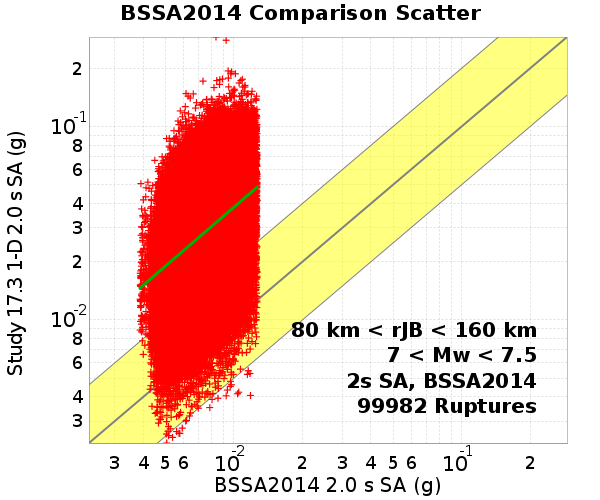 BSSA2014 Comparison Scatter
Study 17.3 1-D 2.0 s SA (g)
2
10-1
8
6
4
3
2
10-2
8
6
4
3
80 km < rJB < 160 km
7 < Mw < 7.5
2s SA, BSSA2014
99982 Ruptures
3 4 5 6 10-2 2 3 4 5 6 10-1 2
BSSA2014 2.0 s SA (g)